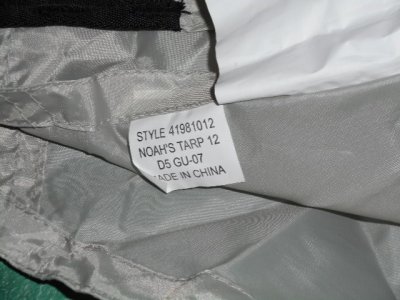 STYLE 41981012
NOAH'S TARP 12
D5 GU-07
MADE IN CHINA